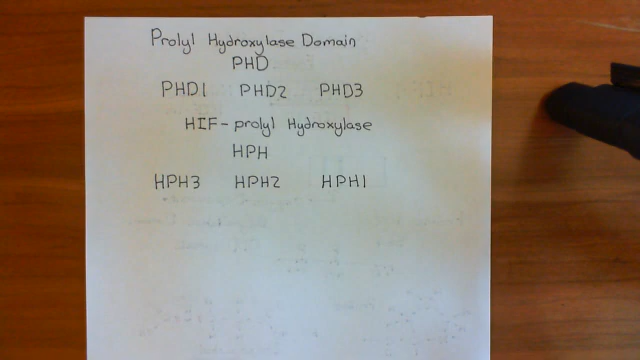 Prolyl Hydroxylase Domain
PHD
PHD1 PHD2 PHD3
HIF - prolyl Hydroxylase
HPH
HPH3 HPH2 HPH1